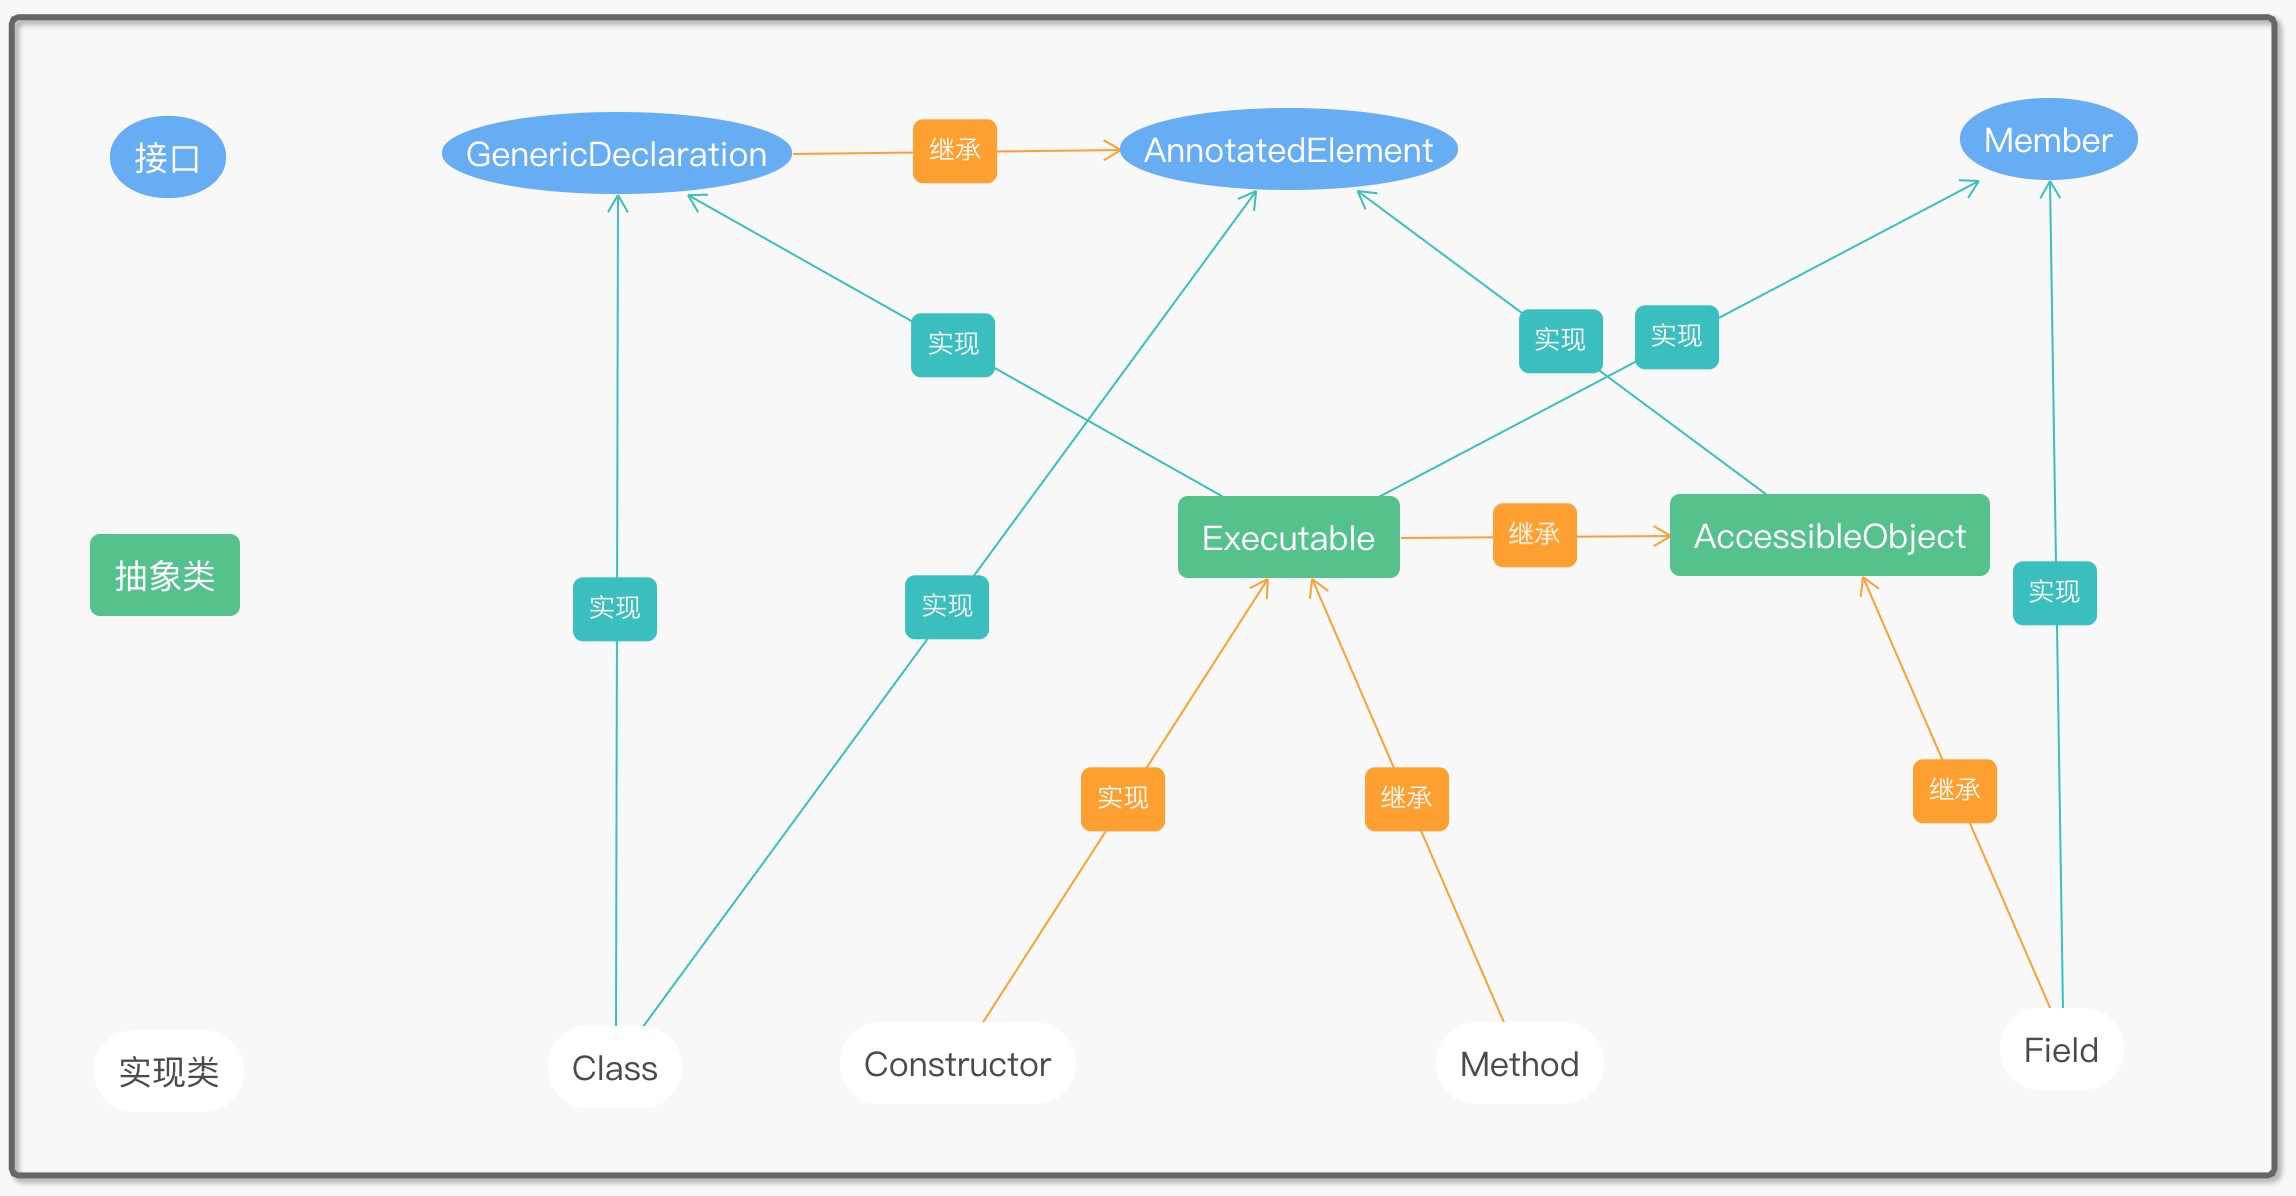 接口
GenericDeclaration
继承
AnnotatedElement
Member
实现
实现
实现
抽象类
实现
实现
Executable
继承
AccessibleObject
实现
实现
继承
继承
实现类
Class
Constructor
Method
Field